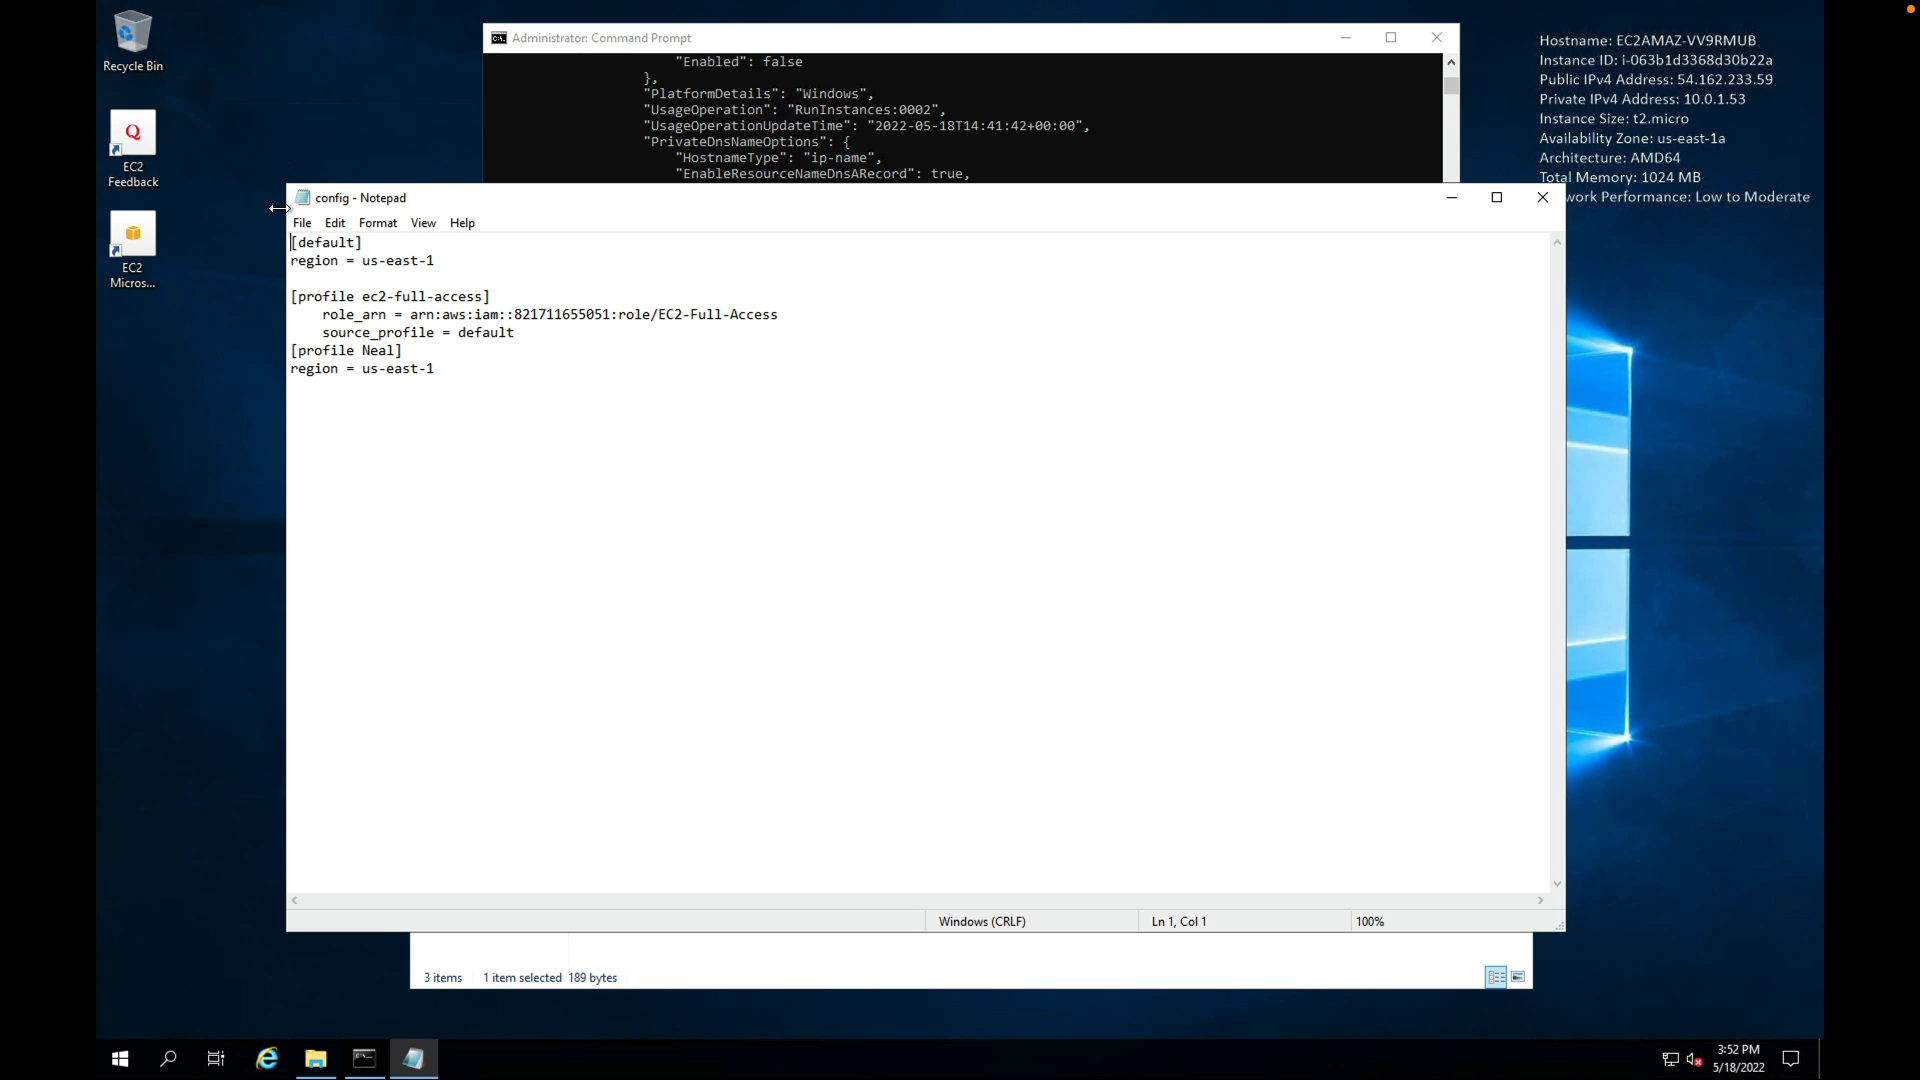 Recycle Bin
EC2
Feedback
EC2
Micros...
Administrator: Command Prompt
"Enabled": false
},
"PlatformDetails": "Windows",
"UsageOperation": "RunInstances:0002",
"UsageOperationUpdateTime": "2022-05-18T14:41:42+00:00",
"PrivateDnsNameOptions": {
"HostnameType": "ip-name",
"EnableResourceNameDnsARecord": true,
Hostname: EC2AMAZ-VV9RMUB
Instance ID: i-063b1d3368d30b22a
Public IPv4 Address: 54.162.233.59
Private IPv4 Address: 10.0.1.53
Instance Size: t2.micro
Availability Zone: us-east-1a
Architecture: AMD64
Total Memory: 1024 MB
work Performance: Low to Moderate
config - Notepad
File Edit Format View Help
[default]
region = us-east-1
[profile ec2-full-access]
role_arn = arn:aws:iam::821711655051:role/EC2-Full-Access
source_profile = default
[profile Neal]
region = us-east-1
Windows (CRLF) Ln 1, Col 1 100%
3 items 1 item selected 189 bytes
3:52 PM
5/18/2022